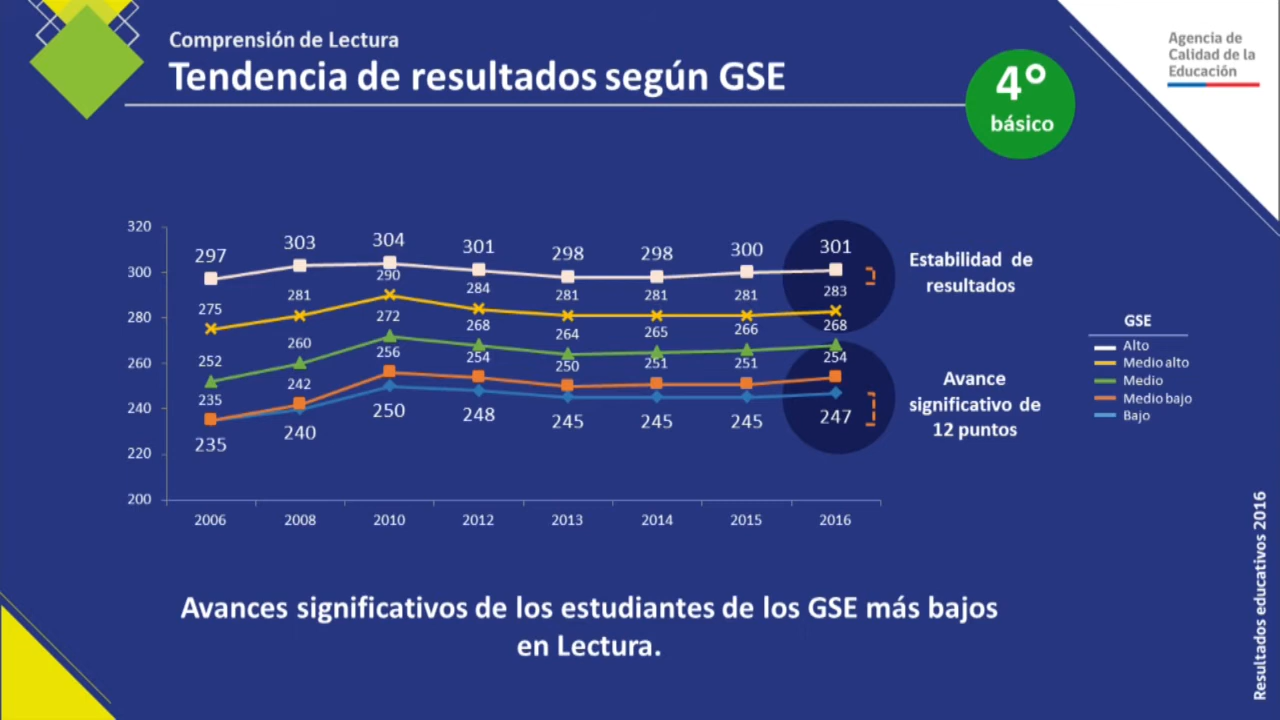 Comprensión de Lectura
Tendencia de resultados según GSE
4º
básico
Agencia de
Calidad de la
Educación
320
300
280
260
240
220
200
297
303
304
301
298
298
300
301
275
281
290
284
281
281
281
283
252
260
272
268
264
265
266
268
235
242
256
254
250
251
251
254
235
240
250
248
245
245
245
247
2006
2008
2010
2012
2013
2014
2015
2016
Estabilidad de
resultados
Avance
significativo de
12 puntos
GSE
Alto
Medio alto
Medio
Medio bajo
Bajo
Avances significativos de los estudiantes de los GSE más bajos
en Lectura.
Resultados educativos 2016